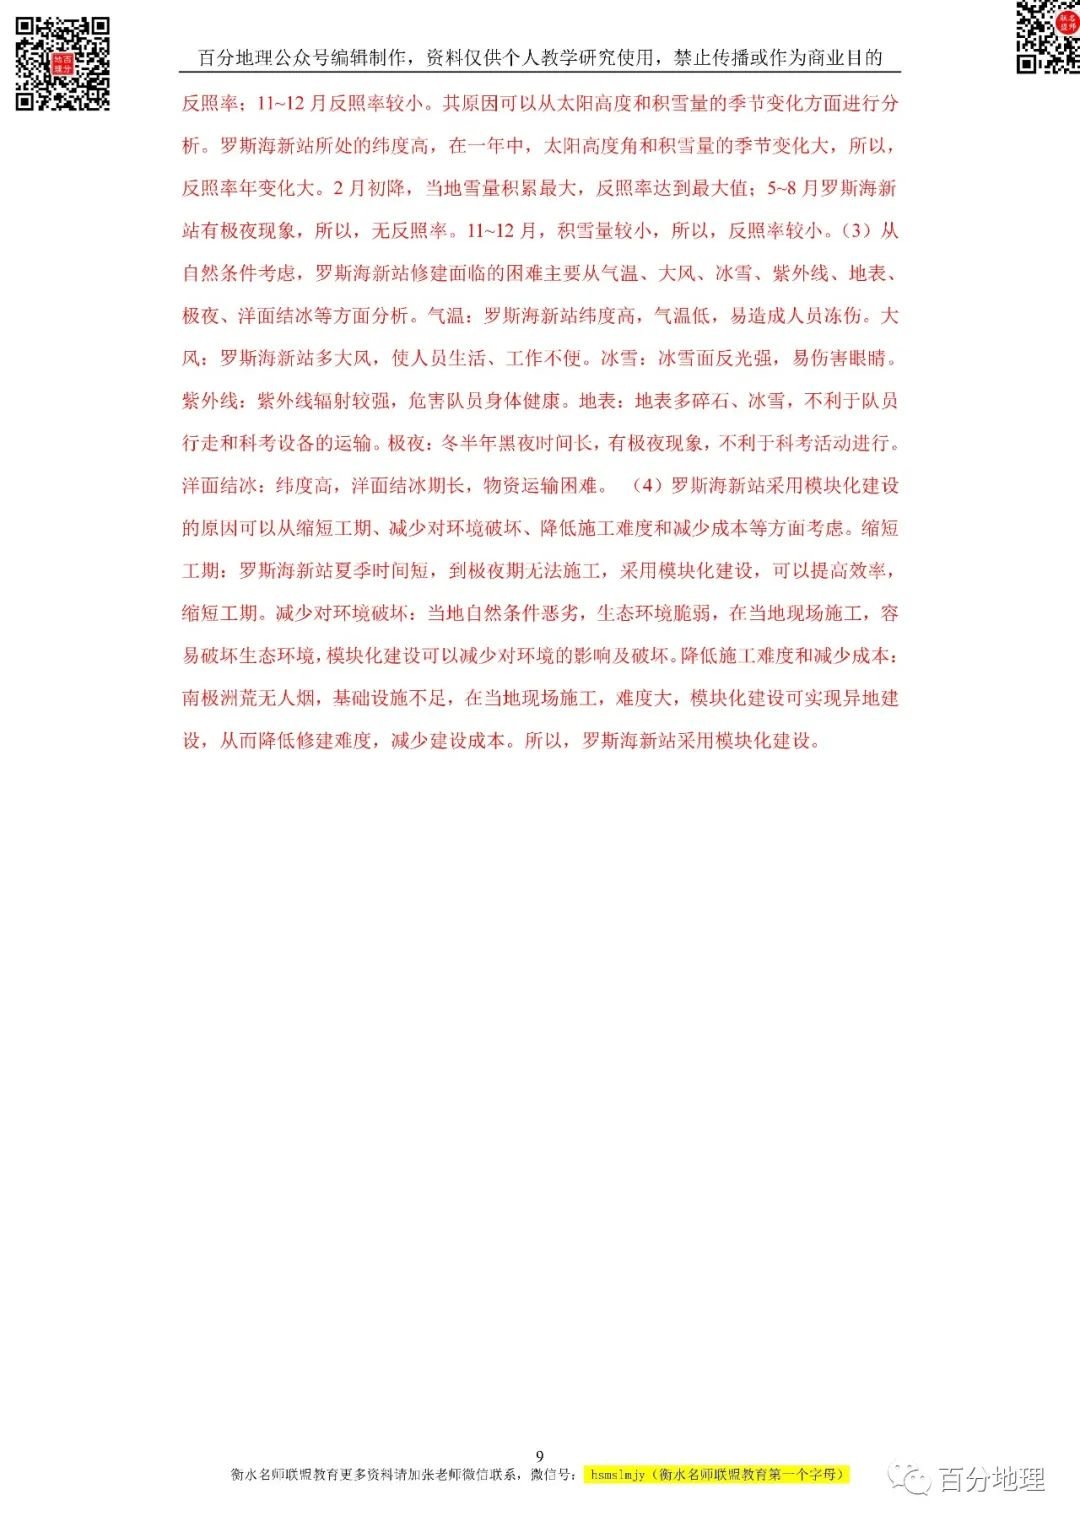 百分地理公众号编辑制作，资料仅供个人教学研究使用，禁止传播或作为商业目的
反照率；11~12月反照率较小。其原因可以从太阳高度和积雪量的季节变化方面进行分
析。罗斯海新站所处的纬度高，在一年中，太阳高度角和积雪量的季节变化大，所以，
反照率年变化大。2月初降，当地雪量积累最大，反照率达到最大值；5~8月罗斯海新
站有极夜现象，所以，无反照率。11~12月，积雪量较小，所以，反照率较小。（3）从
自然条件考虑，罗斯海新站修建面临的困难主要从气温、大风、冰雪、紫外线、地表、
极夜、洋面结冰等方面分析。气温：罗斯海新站纬度高，气温低，易造成人员冻伤。大
风：罗斯海新站多大风，使人员生活、工作不便。冰雪：冰雪面反光强，易伤害眼睛。
紫外线：紫外线辐射较强，危害队员身体健康。地表：地表多碎石、冰雪，不利于队员
行走和科考设备的运输。极夜：冬半年黑夜时间长，有极夜现象，不利于科考活动进行。
洋面结冰：纬度高，洋面结冰期长，物资运输困难。 （4）罗斯海新站采用模块化建设
的原因可以从缩短工期、减少对环境破坏、降低施工难度和减少成本等方面考虑。缩短
工期：罗斯海新站夏季时间短，到极夜期无法施工，采用模块化建设，可以提高效率，
缩短工期。减少对环境破坏：当地自然条件恶劣，生态环境脆弱，在当地现场施工，容
易破坏生态环境，模块化建设可以减少对环境的影响及破坏。降低施工难度和减少成本：
南极洲荒无人烟，基础设施不足，在当地现场施工，难度大，模块化建设可实现异地建
设，从而降低修建难度，减少建设成本。所以，罗斯海新站采用模块化建设。
9
衡水名师联盟教育更多资料请加张老师微信联系，微信号： hsmslmjy（衡水名师联盟教育第一个字母）
百分地理